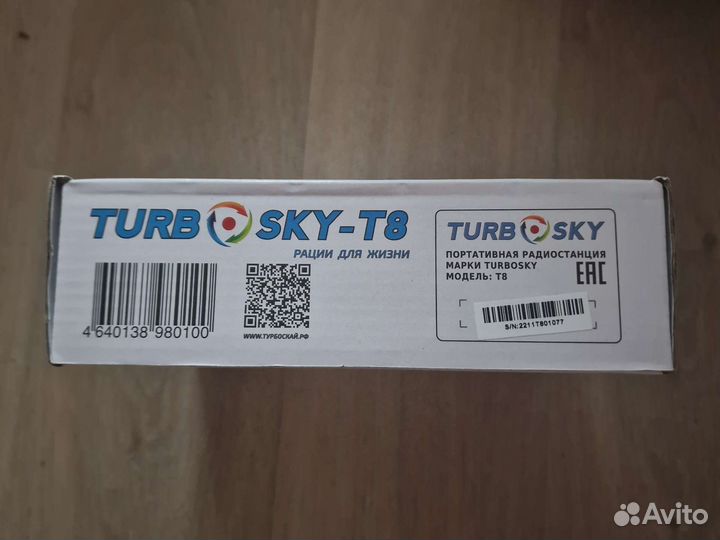 TURBOSKY-T8
РАЦИИ ДЛЯ ЖИЗНИ
4 640138 980100
WWW.ТУРБОСКАЙ.РФ
TURBOSKY
ПОРТАТИВНАЯ РАДИОСТАНЦИЯ
МАРКИ TURBOSKY
МОДЕЛЬ: T8
EAC
S/N:2211T801077
Avito